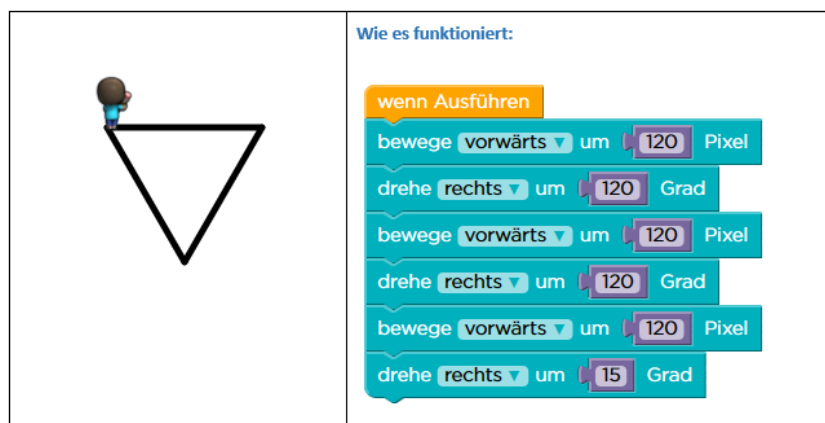 Wie es funktioniert:
wenn Ausführen
bewege vorwärts um 120 Pixel
drehe rechts um 120 Grad
bewege vorwärts um 120 Pixel
drehe rechts um 120 Grad
bewege vorwärts um 120 Pixel
drehe rechts um 15 Grad